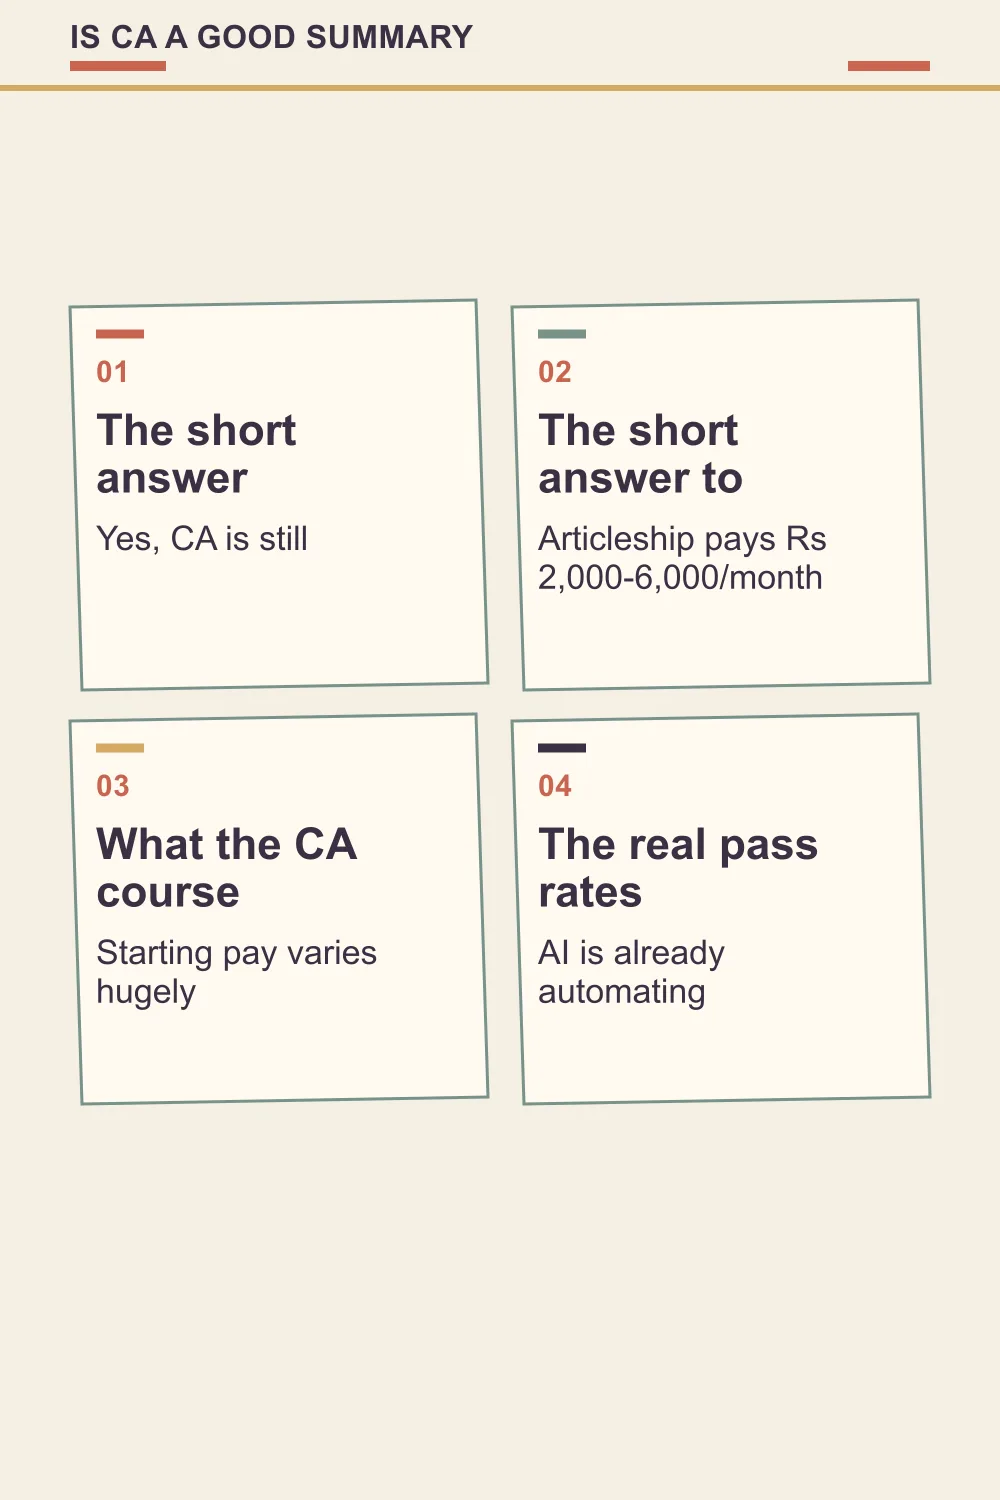 IS CA A GOOD SUMMARY
01
The short
answer
Yes, CA is still
02
The short
answer to
Articleship pays Rs
2,000-6,000/month
03
What the CA
course
Starting pay varies
hugely
04
The real pass
rates
AI is already
automating